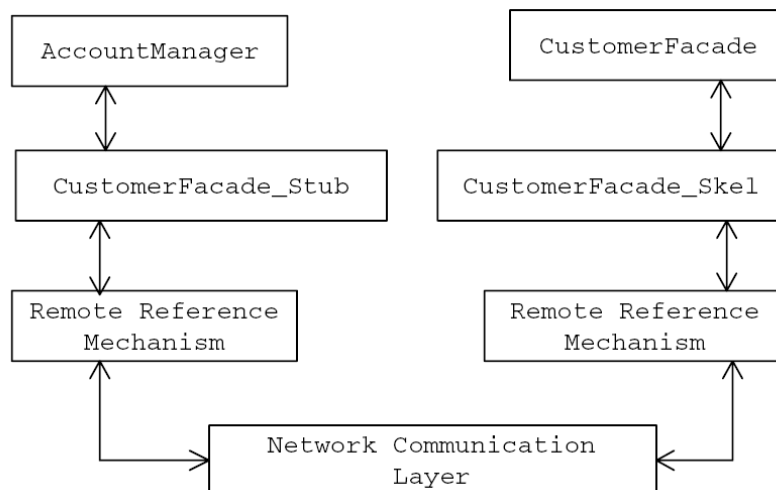 AccountManager
CustomerFacade
CustomerFacade_Stub
CustomerFacade_Skel
Remote Reference
Mechanism
Remote Reference
Mechanism
Network Communication
Layer